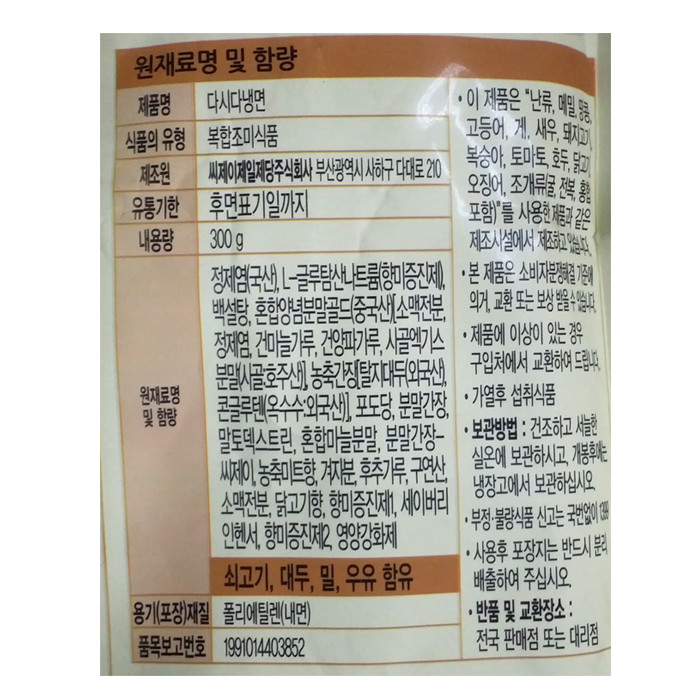 원재료명 및 함량
제품명 다시다냉면
식품의 유형 복합조미식품
제조원 씨제이제일제당주식회사 부산광역시 사하구 다대로 210
유통기한 후면표기일까지
내용량 300 g
원재료명
및 함량
정제염(국산), L-글루탐산나트륨(향미증진제),
백설탕, 혼합양념분말골드(중국산)[소맥전분,
정제염, 건마늘가루, 건양파가루, 사골엑기스
분말(사골:호주산)], 농축간장[탈지대두(외국산),
콘글루텐(옥수수:외국산)], 포도당, 분말간장,
말토덱스트린, 혼합마늘분말, 분말간장-
씨제이, 농축미트향, 겨자분, 후추가루, 구연산,
소맥전분, 닭고기향, 향미증진제1, 세이버리
인헨서, 향미증진제2, 영양강화제
쇠고기, 대두, 밀, 우유 함유
용기(포장)재질 폴리에틸렌(내면)
품목보고번호 1991014403852
• 이 제품은 "난류, 메밀, 땅콩,
고등어, 게, 새우, 돼지고기,
복숭아, 토마토, 호두, 닭고기,
오징어, 조개류(굴, 전복, 홍합
포함)"를 사용한 제품과 같은
제조시설에서 제조하고 있습니다.
• 본 제품은 소비자분쟁해결 기준에
의거, 교환 또는 보상 받을 수 있습니다.
• 제품에 이상이 있는 경우
구입처에서 교환하여 드립니다.
• 가열후 섭취식품
• 보관방법 : 건조하고 서늘한
실온에 보관하시고, 개봉후에는
냉장고에서 보관하십시오.
• 부정·불량식품 신고는 국번없이 1399
• 사용후 포장지는 반드시 분리
배출하여 주십시오.
• 반품 및 교환장소 :
전국 판매점 또는 대리점